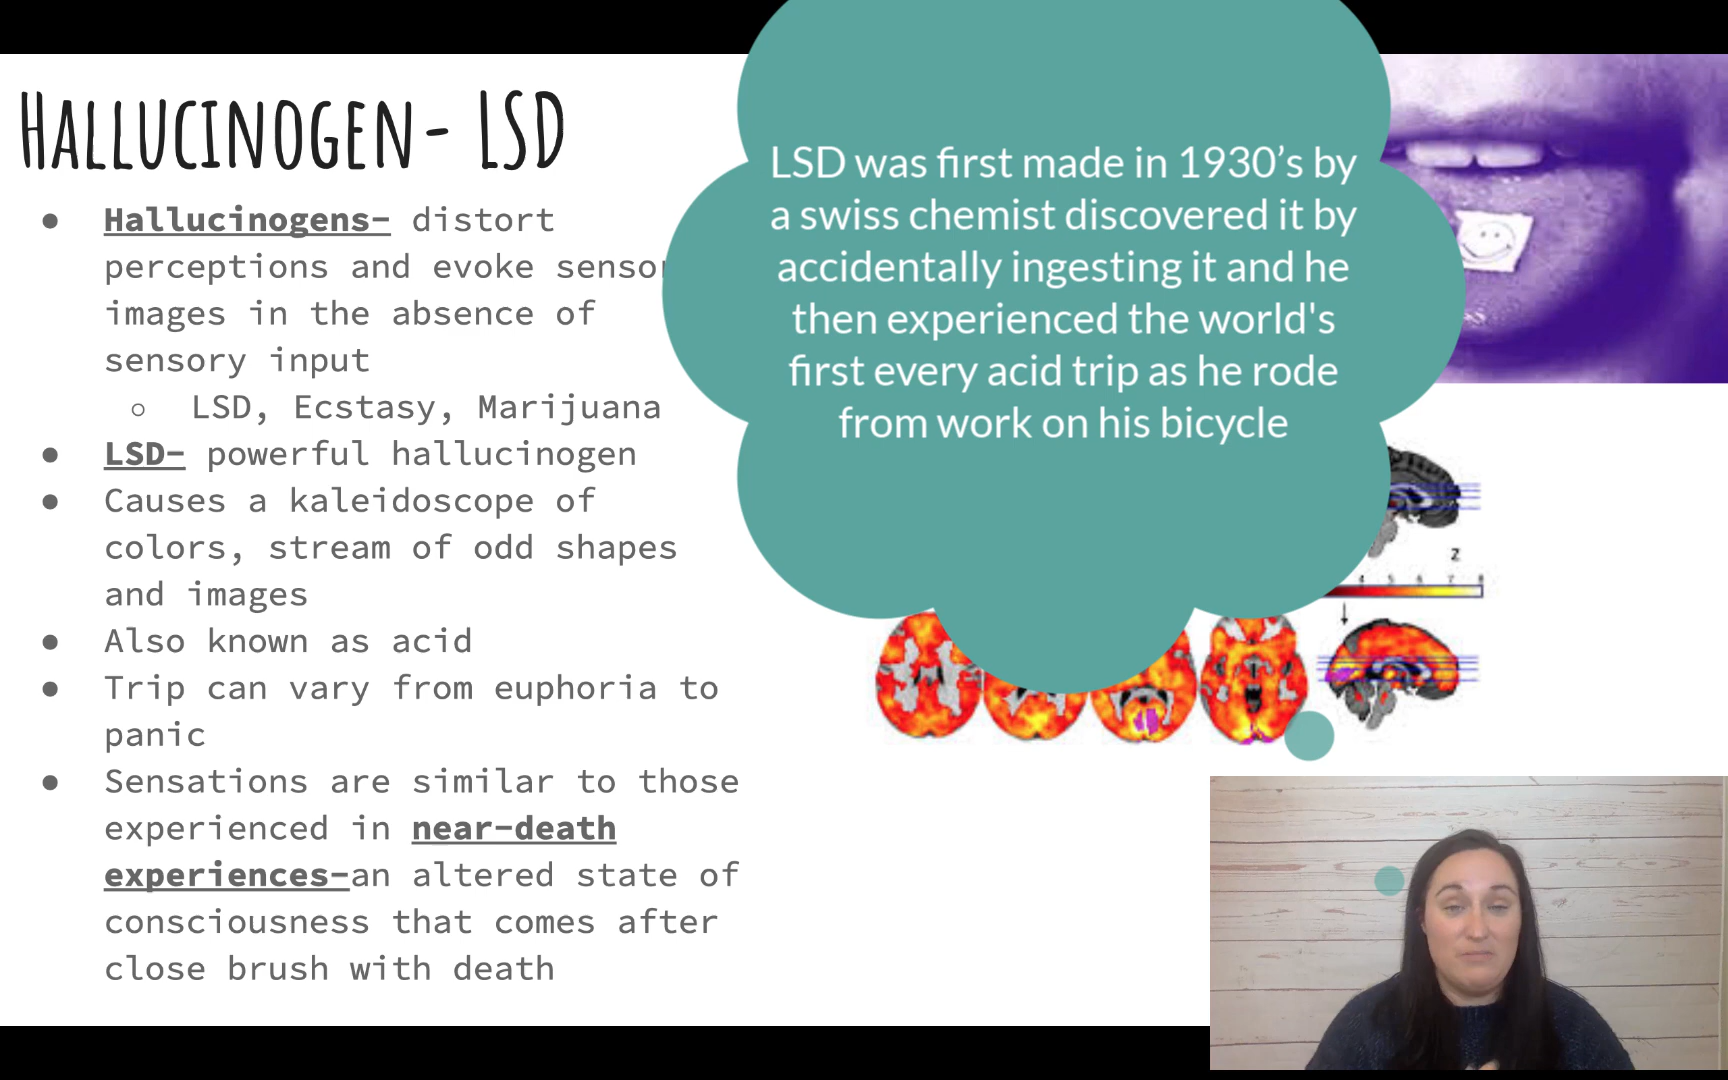 HALLUCINOGEN- LSD
● Hallucinogens- distort
perceptions and evoke
images in the absence of
sensory input
○ LSD, Ecstasy, Marijuana
● LSD- powerful hallucinogen
● Causes a kaleidoscope of
colors, stream of odd shapes
and images
● Also known as acid
● Trip can vary from euphoria to
panic
● Sensations are similar to those
experienced in near-death
experiences-an altered state of
consciousness that comes after
close brush with death
LSD was first made in 1930’s by
a swiss chemist discovered it by
accidentally ingesting it and he
then experienced the world's
first every acid trip as he rode
from work on his bicycle
Z
4 5 6 7 8